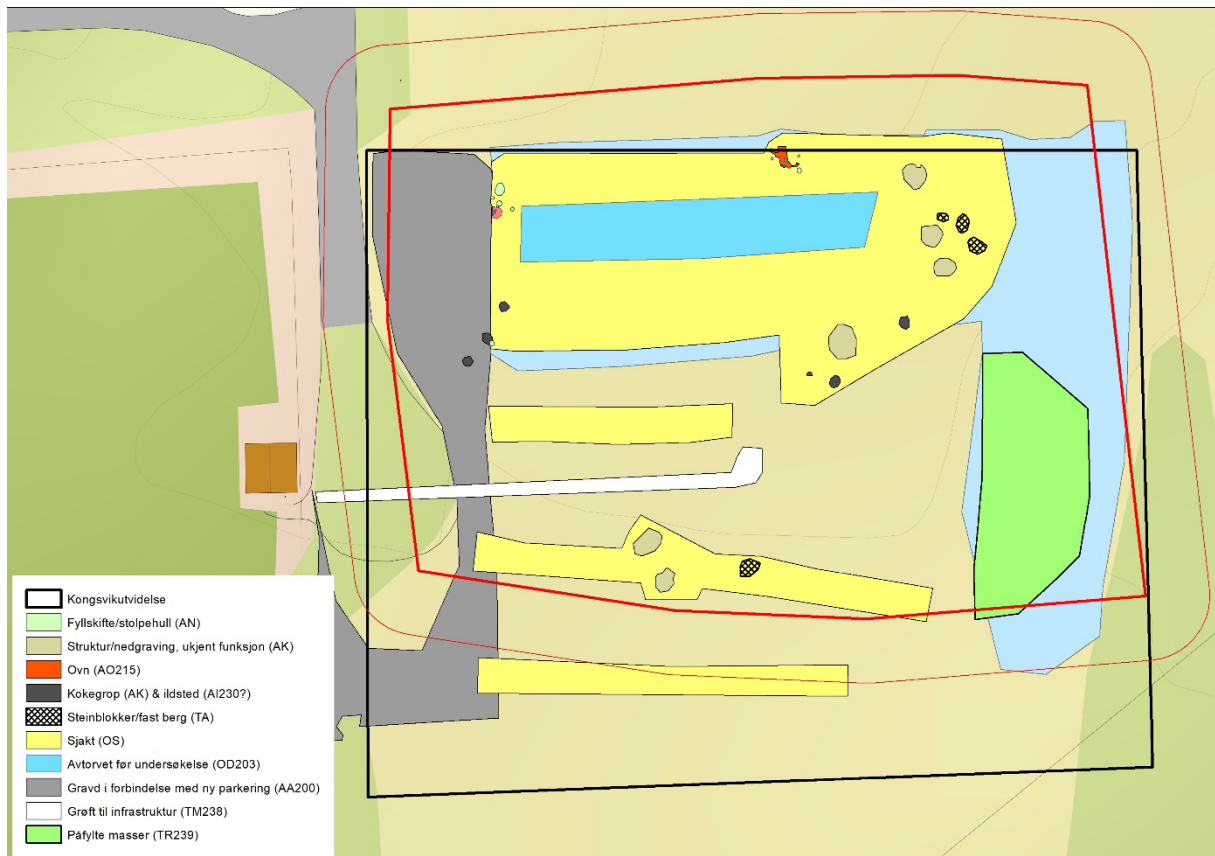 Kongsvikutvidelse
Fyllskifte/stolpehull (AN)
Struktur/nedgraving, ukjent funksjon (AK)
Ovn (AO215)
Kokegrop (AK) & ildsted (AI230?)
Steinblokker/fast berg (TA)
Sjakt (OS)
Avtorvet før undersøkelse (OD203)
Gravd i forbindelse med ny parkering (AA200)
Grøft til infrastruktur (TM238)
Påfylte masser (TR239)